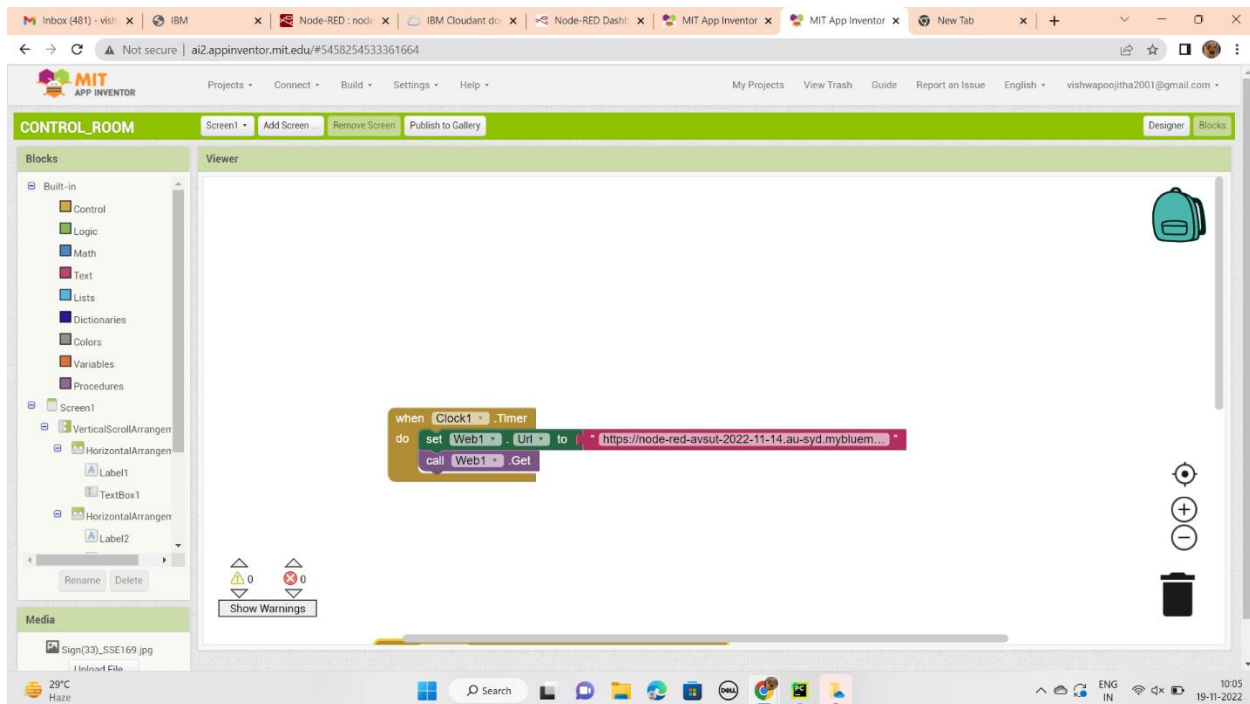 Inbox (481) - vish
IBM
Node-RED : node
IBM Cloudant do
Node-RED Dashb
MIT App Inventor
MIT App Inventor
New Tab
Not secure | ai2.appinventor.mit.edu/#5458254533361664
MIT
APP INVENTOR
Projects
Connect
Build
Settings
Help
My Projects
View Trash
Guide
Report an Issue
English
vishwapoojitha2001@gmail.com
CONTROL_ROOM
Screen1
Add Screen ...
Remove Screen
Publish to Gallery
Designer
Blocks
Blocks
Viewer
Built-in
Control
Logic
Math
Text
Lists
Dictionaries
Colors
Variables
Procedures
Screen1
VerticalScrollArrangem
HorizontalArrangem
Label1
TextBox1
HorizontalArrangem
Label2
Rename
Delete
Media
Sign(33)_SSE169.jpg
Upload File ...
when Clock1 .Timer
do set Web1 . Url to " https://node-red-avsut-2022-11-14.au-syd.mybluem... "
call Web1 .Get
0
0
Show Warnings
29°C
Haze
Search
DELL
PC
ENG
IN
10:05
19-11-2022